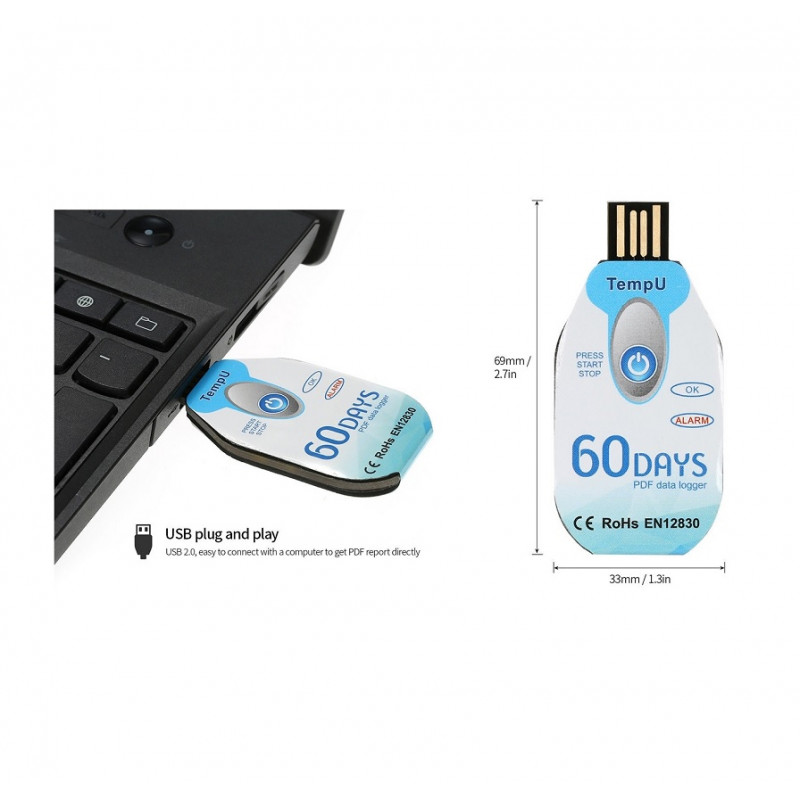 TempU
PRESS
START
STOP
OK
ALARM
60DAYS
PDF data logger
CE RoHs EN12830
USB plug and play
USB 2.0, easy to connect with a computer to get PDF report directly
69mm /
2.7in
TempU
PRESS
START
STOP
OK
ALARM
60DAYS
PDF data logger
CE RoHs EN12830
33mm / 1.3in